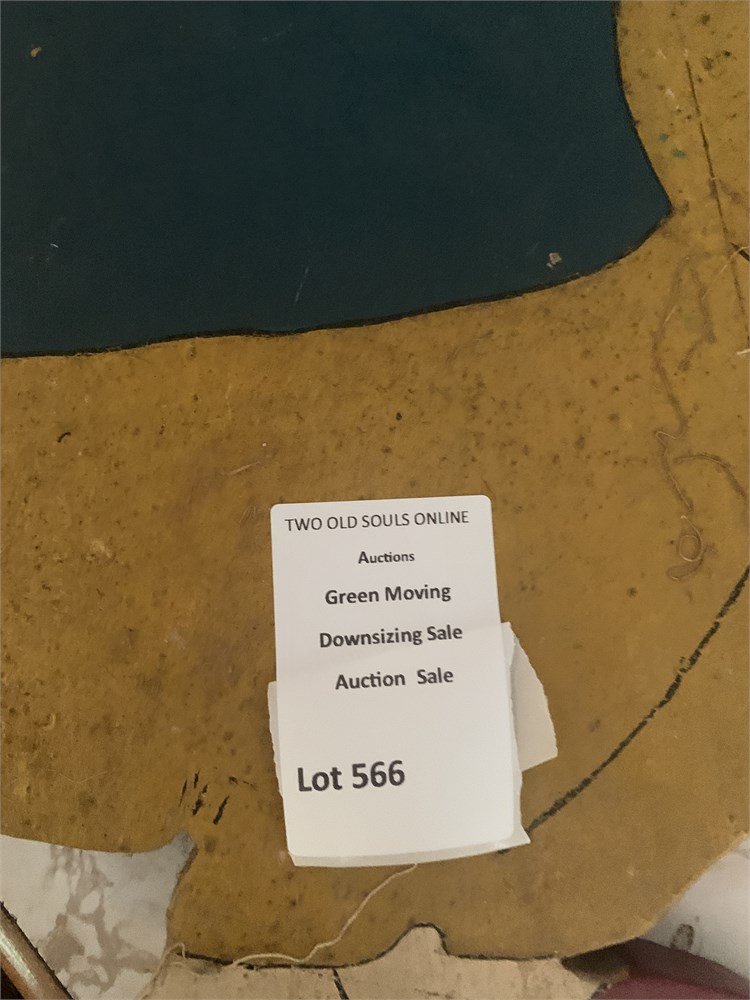 TWO OLD SOULS ONLINE
Auctions
Green Moving
Downsizing Sale
Auction Sale
Lot 566